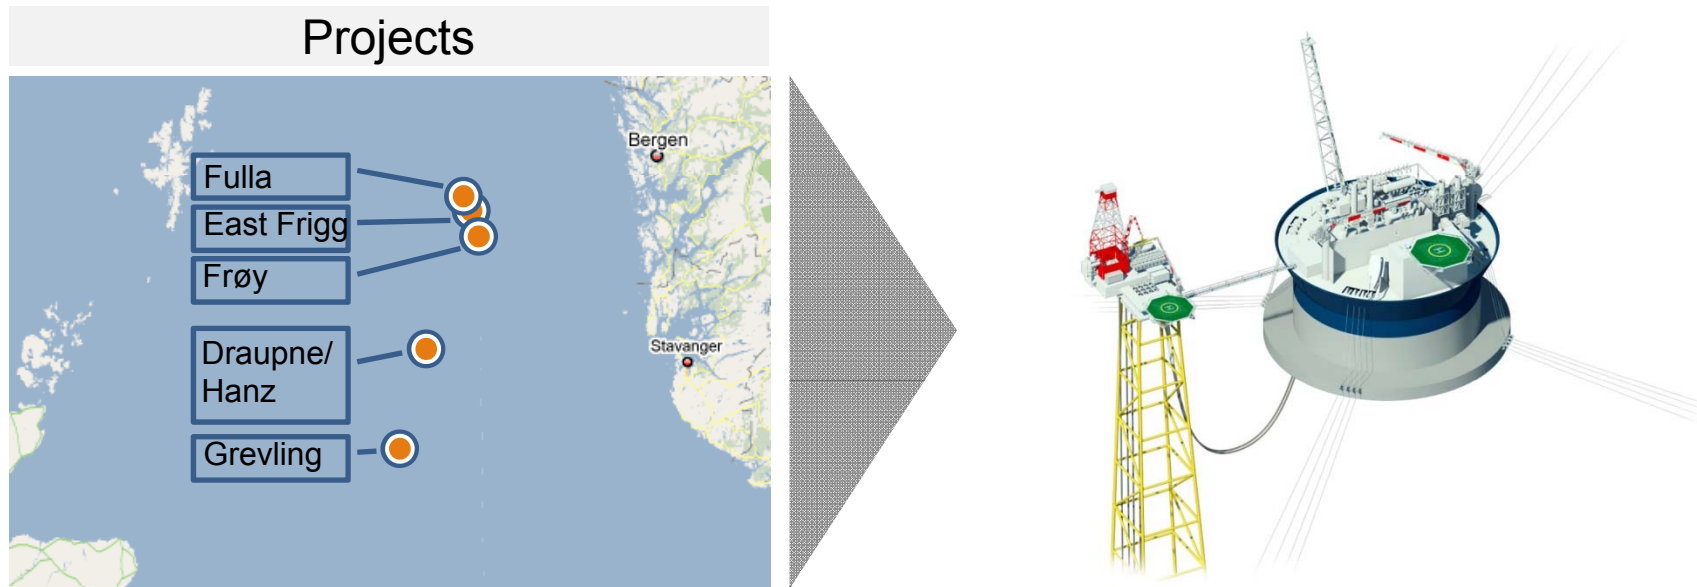 Projects
Bergen
Fulla
East Frigg
Frøy
Draupne/
Hanz
Stavanger
Grevling
H
H